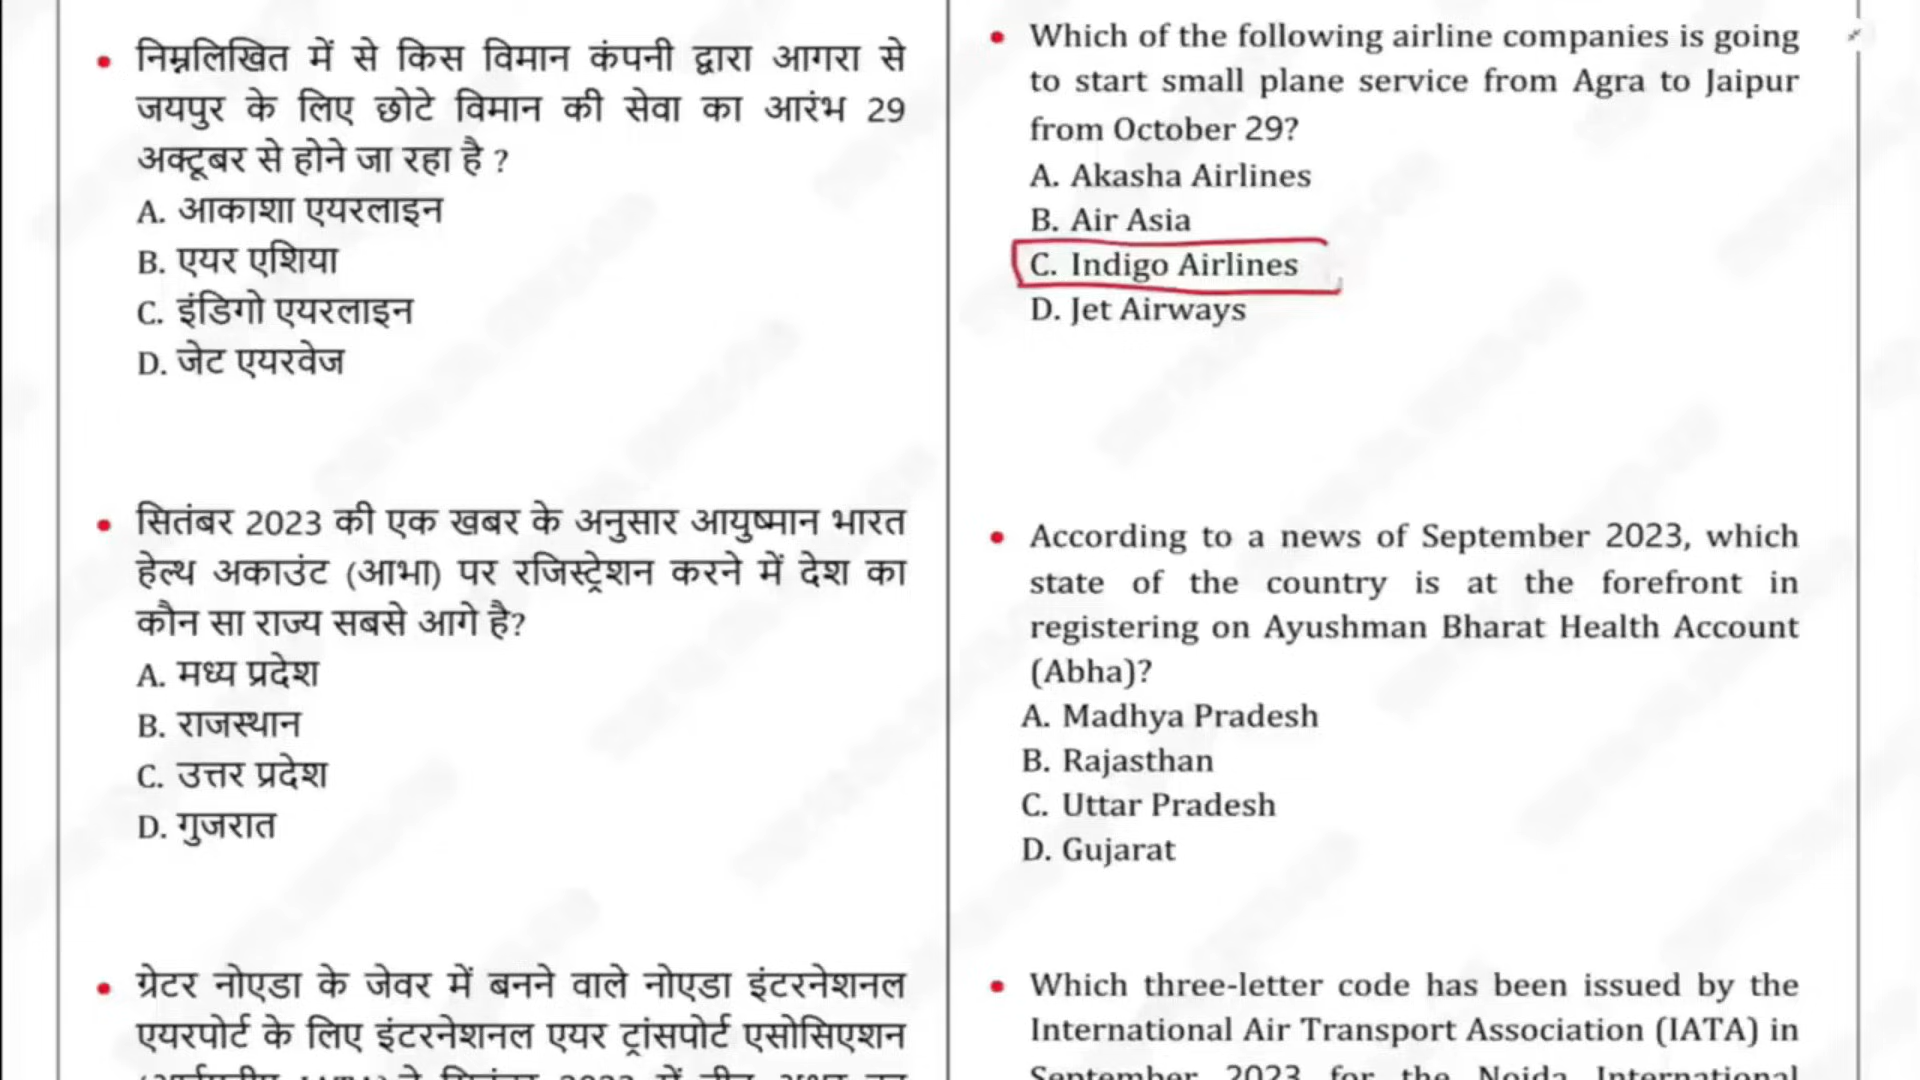 निम्नलिखित में से किस विमान कंपनी द्वारा आगरा से
जयपुर के लिए छोटे विमान की सेवा का आरंभ 29
अक्टूबर से होने जा रहा है ?
A. आकाशा एयरलाइन
B. एयर एशिया
C. इंडिगो एयरलाइन
D. जेट एयरवेज
सितंबर 2023 की एक खबर के अनुसार आयुष्मान भारत
हेल्थ अकाउंट (आभा) पर रजिस्ट्रेशन करने में देश का
कौन सा राज्य सबसे आगे है?
A. मध्य प्रदेश
B. राजस्थान
C. उत्तर प्रदेश
D. गुजरात
ग्रेटर नोएडा के जेवर में बनने वाले नोएडा इंटरनेशनल
एयरपोर्ट के लिए इंटरनेशनल एयर ट्रांसपोर्ट एसोसिएशन
Which of the following airline companies is going
to start small plane service from Agra to Jaipur
from October 29?
A. Akasha Airlines
B. Air Asia
C. Indigo Airlines
D. Jet Airways
According to a news of September 2023, which
state of the country is at the forefront in
registering on Ayushman Bharat Health Account
(Abha)?
A. Madhya Pradesh
B. Rajasthan
C. Uttar Pradesh
D. Gujarat
Which three-letter code has been issued by the
International Air Transport Association (IATA) in
September 2023 for the Noida International